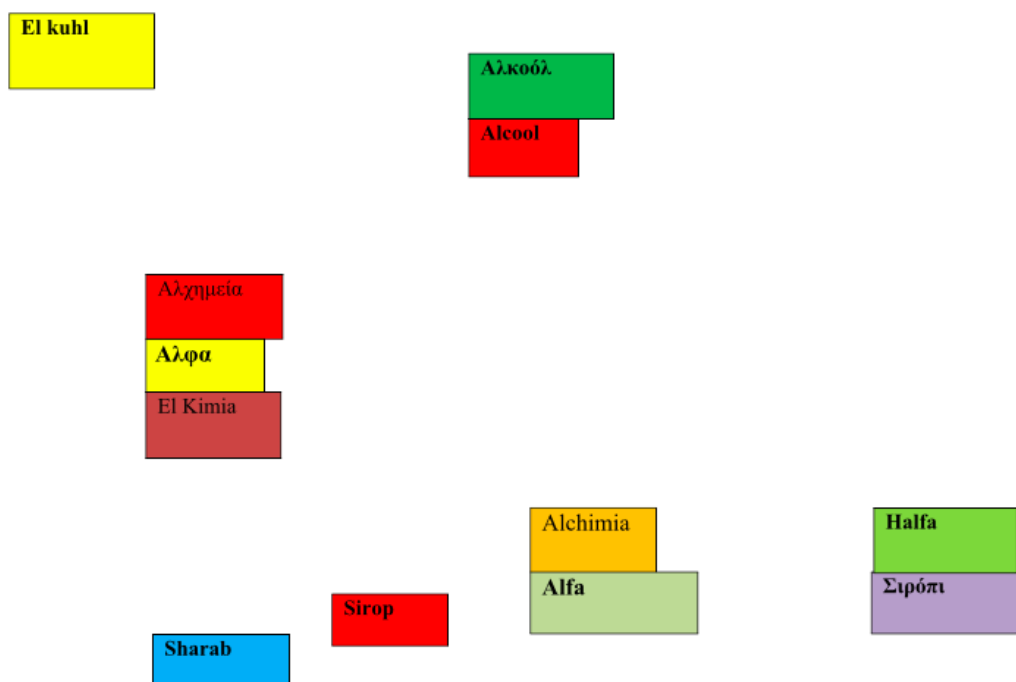 El kuhl
Αλκοόλ
Alcool
Αλχημεία
Αλφα
El Kimia
Alchimia
Halfa
Alfa
Σιρόπι
Sirop
Sharab